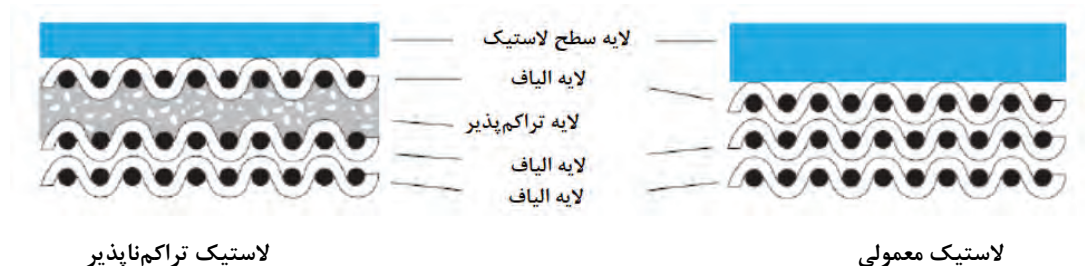 لایه سطح لاستیک
لایه الیاف
لایه تراکم‌پذیر
لایه الیاف
لایه الیاف
لاستیک معمولی
لاستیک تراکم‌ناپذیر